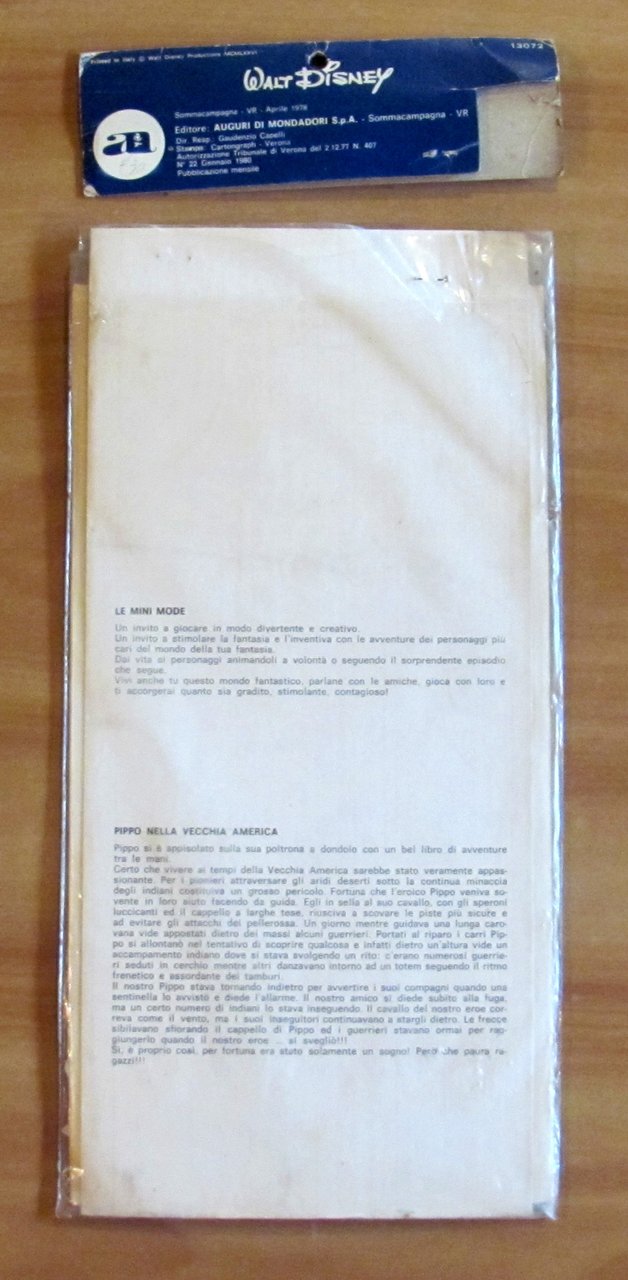 Printed in Italy © Walt Disney Productions MCMLXXVI
13072
WALT DISNEY
Sommacampagna - VR - Aprile 1978
Editore: AUGURI DI MONDADORI S.p.A. - Sommacampagna - VR
Dir. Resp.: Gaudenzio Capelli
Stampa: Cartongraph - Verona
Autorizzazione Tribunale di Verona del 2.12.77 N. 407
N° 22 Gennaio 1980
Pubblicazione mensile
LE MINI MODE
Un invito a giocare in modo divertente e creativo.
Un invito a stimolare la fantasia e l'inventiva con le avventure dei personaggi più
cari del mondo della tua fantasia.
Dai vita ai personaggi animandoli a volontà o seguendo il sorprendente episodio
che segue.
Vivi anche tu questo mondo fantastico, parlane con le amiche, gioca con loro e
ti accorgerai quanto sia gradito, stimolante, contagioso!
PIPPO NELLA VECCHIA AMERICA
Pippo si è appisolato sulla sua poltrona a dondolo con un bel libro di avventure
tra le mani.
Certo che vivere ai tempi della Vecchia America sarebbe stato veramente appas-
sionante. Per i pionieri attraversare gli aridi deserti sotto la continua minaccia
degli indiani costituiva un grosso pericolo. Fortuna che l'eroico Pippo veniva so-
vente in loro aiuto facendo da guida. Egli in sella al suo cavallo, con gli speroni
luccicanti ed il cappello a larghe tese, riusciva a scovare le piste più sicure e
ad evitare gli attacchi dei pellerossa. Un giorno mentre guidava una lunga caro-
vana vide appostati dietro dei massi alcuni guerrieri. Portati al riparo i carri Pip-
po si allontanò nel tentativo di scoprire qualcosa e infatti dietro un'altura vide un
accampamento indiano dove si stava svolgendo un rito: c'erano numerosi guerrie-
ri seduti in cerchio mentre altri danzavano intorno ad un totem seguendo il ritmo
frenetico e assordante dei tamburi.
Il nostro Pippo stava tornando indietro per avvertire i suoi compagni quando una
sentinella lo avvistò e diede l'allarme. Il nostro amico si diede subito alla fuga,
ma un certo numero di indiani lo stava inseguendo. Il cavallo del nostro eroe cor-
reva come il vento, ma i suoi inseguitori continuavano a stargli dietro. Le frecce
sibilavano sfiorando il cappello di Pippo ed i guerrieri stavano ormai per rag-
giungerlo quando il nostro eroe ... si svegliò!!!
Sì, è proprio così, per fortuna era stato solamente un sogno! Però che paura ra-
gazzi!!!